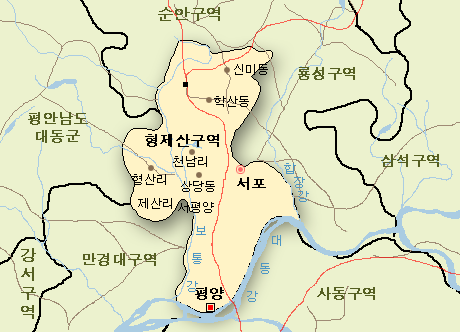 순안구역
신미동
룡성구역
학산동
평안남도
대동군
형제산구역
천남리
삼석구역
합장강
형산리
상당동
서포
제산리
서평양
보통강
대동강
만경대구역
강서구역
평양
사동구역